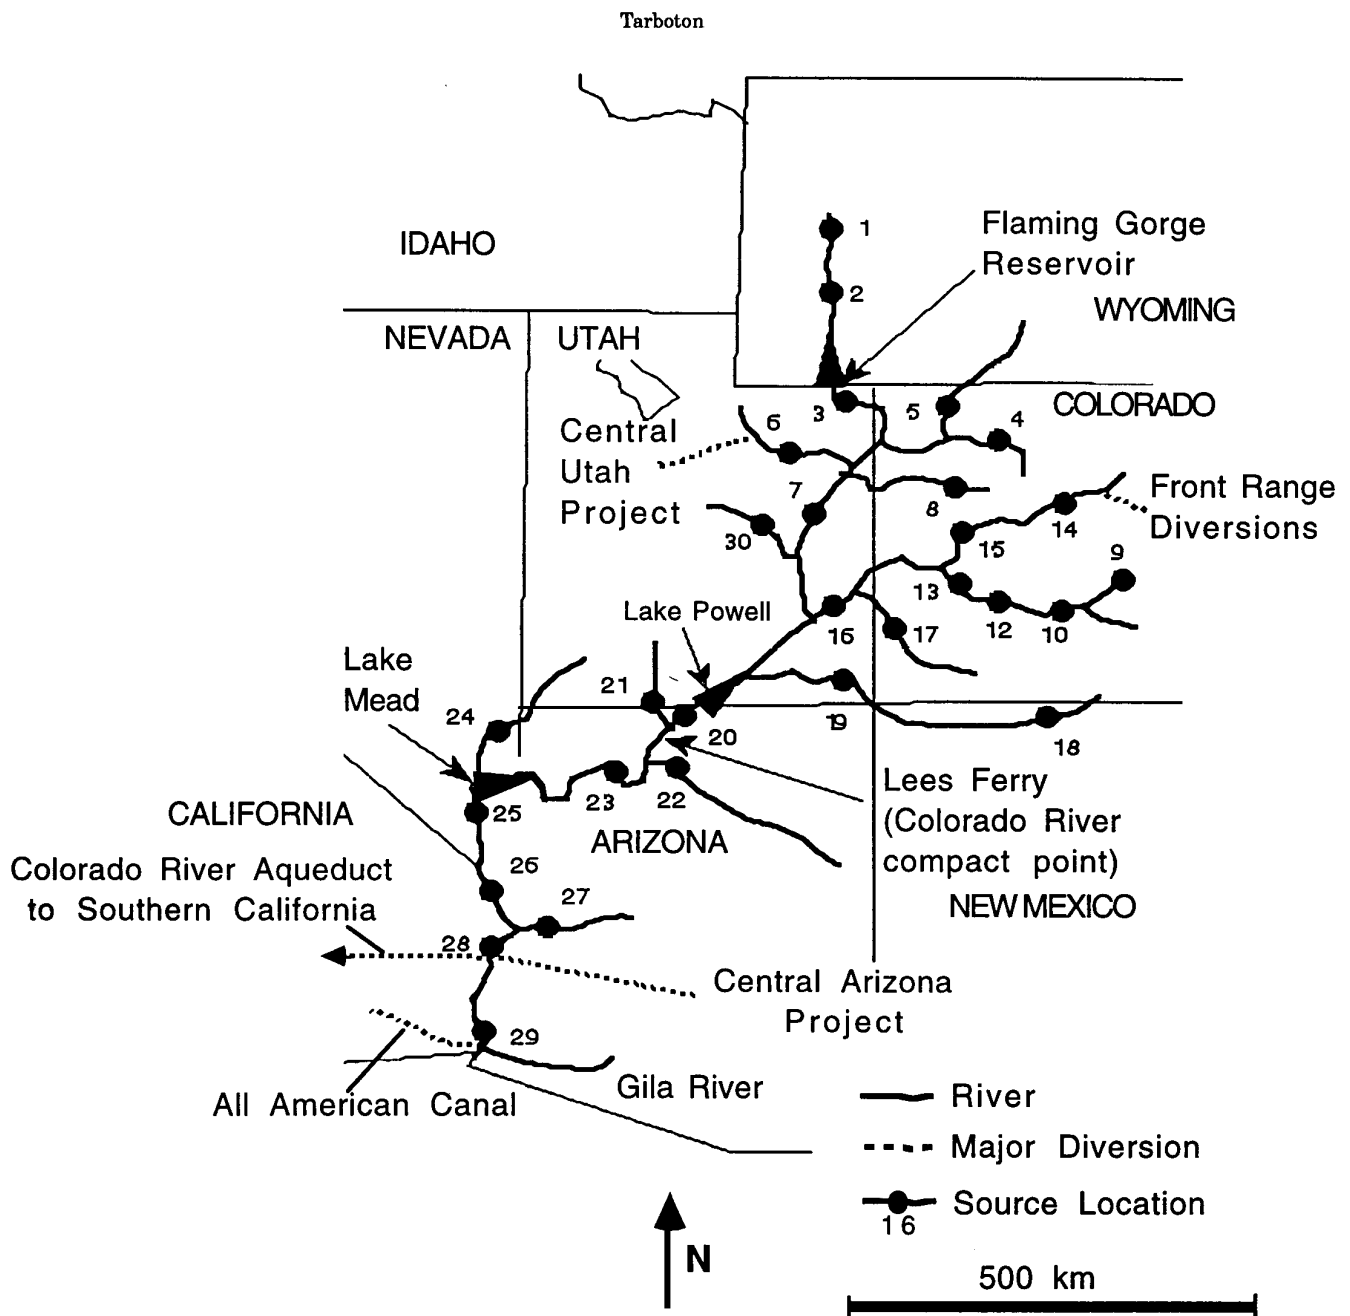 Tarboton
1
Flaming Gorge
Reservoir
IDAHO
2
WYOMING
NEVADA
UTAH
3
5
COLORADO
6
4
Central
Utah
Project
7
8
Front Range
Diversions
14
15
30
9
13
Lake Powell
16
17
12
10
Lake
Mead
21
24
20
19
18
Lees Ferry
(Colorado River
compact point)
23
22
25
CALIFORNIA
ARIZONA
26
Colorado River Aqueduct
to Southern California
27
NEW MEXICO
28
Central Arizona
Project
29
Gila River
All American Canal
River
Major Diversion
Source Location
16
N
500 km